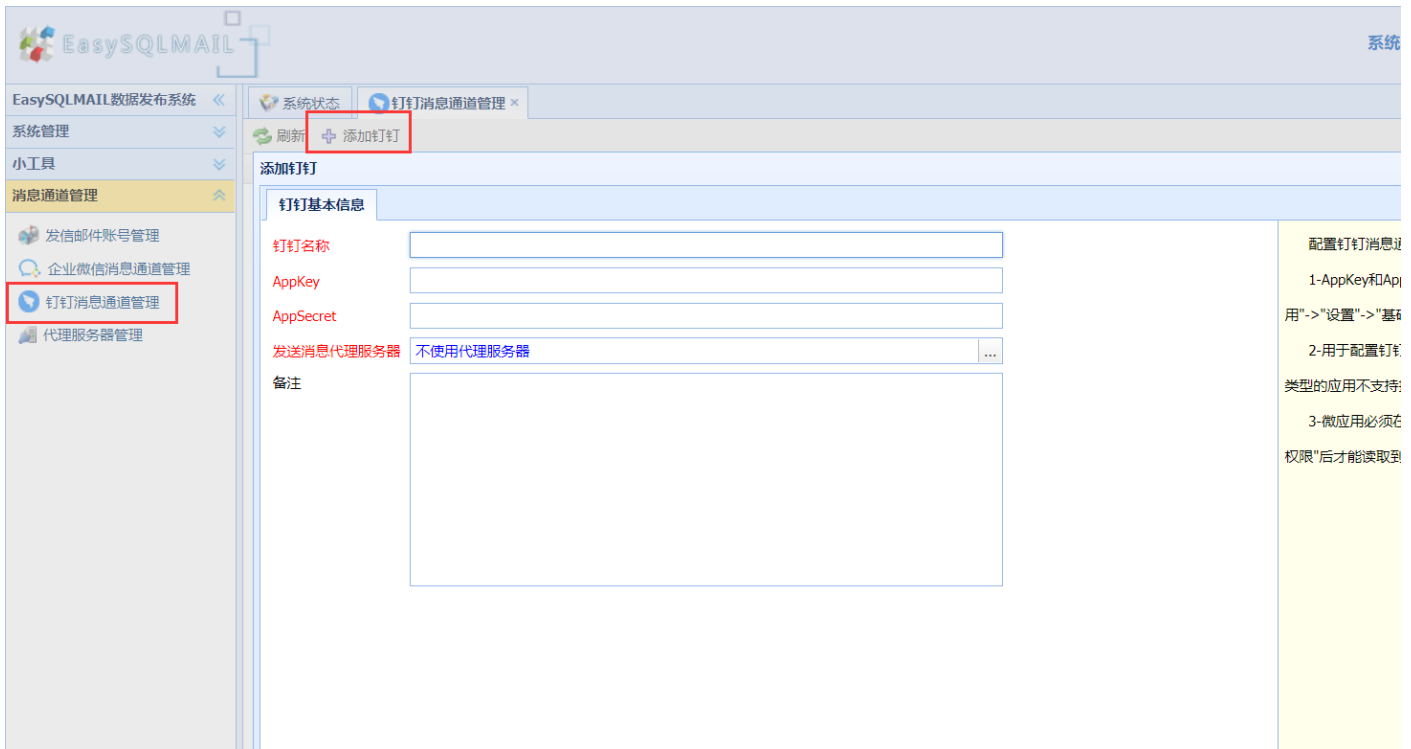 EasySQLMAIL
系统
EasySQLMAIL数据发布系统
系统管理
小工具
消息通道管理
发信邮件账号管理
企业微信消息通道管理
钉钉消息通道管理
代理服务器管理
系统状态
钉钉消息通道管理
刷新
添加钉钉
添加钉钉
钉钉基本信息
钉钉名称
AppKey
AppSecret
发送消息代理服务器
不使用代理服务器
...
备注
配置钉钉消息通
1-AppKey和Ap
用"->"设置"->"基础
2-用于配置钉钉
类型的应用不支持
3-微应用必须在
权限"后才能读取到